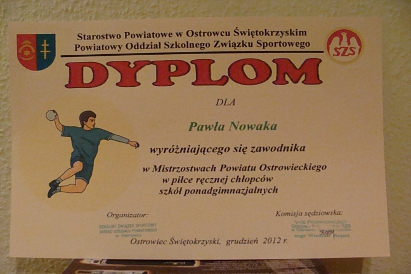 Starostwo Powiatowe w Ostrowcu Świętokrzyskim
Powiatowy Oddział Szkolnego Związku Sportowego
SZS
DYPLOM
DLA
Pawła Nowaka
wyróżniającego się zawodnika
w Mistrzostwach Powiatu Ostrowieckiego
w piłce ręcznej chłopców
szkół ponadgimnazjalnych
Organizator:
Komisja sędziowska:
Ostrowiec Świętokrzyski, grudzień 2012 r.